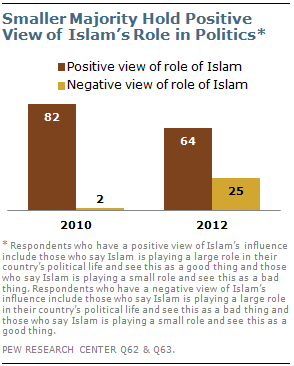 Smaller Majority Hold Positive
View of Islam's Role in Politics*
Positive view of role of Islam
Negative view of role of Islam
82
2
64
25
2010
2012
* Respondents who have a positive view of Islam's influence
include those who say Islam is playing a large role in their
country's political life and see this as a good thing and those
who say Islam is playing a small role and see this as a bad
thing. Respondents who have a negative view of Islam's
influence include those who say Islam is playing a large role
in their country's political life and see this as a bad thing and
those who say Islam is playing a small role and see this as a
good thing.
PEW RESEARCH CENTER Q62 & Q63.